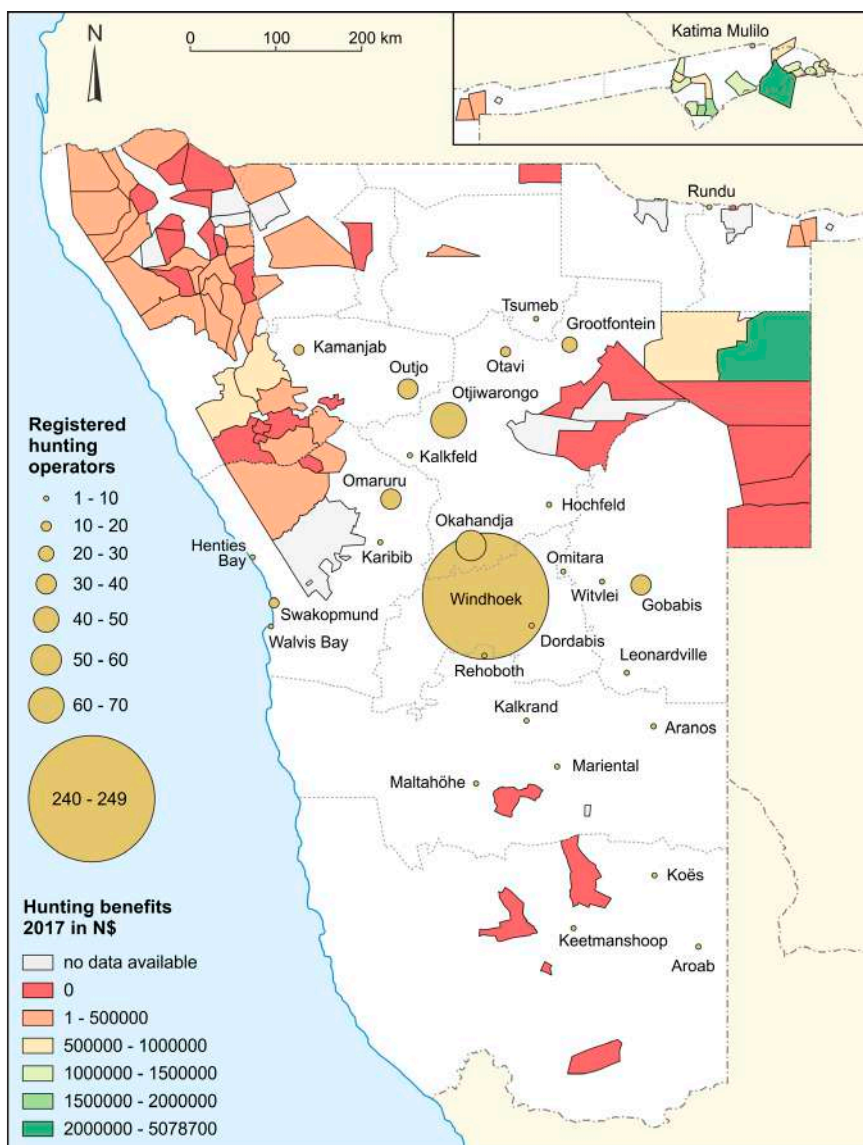 N
0 100 200 km
Katima Mulilo
Rundu
Tsumeb
Grootfontein
Kamanjab
Otavi
Outjo
Otjiwarongo
Kalkfeld
Omaruru
Hochfeld
Okahandja
Henties
Bay
Karibib
Omitara
Windhoek
Witvlei
Gobabis
Swakopmund
Walvis Bay
Dordabis
Rehoboth
Leonardville
Kalkrand
Aranos
Mariental
Maltahöhe
Koës
Keetmanshoop
Aroab
Registered
hunting
operators
1 - 10
10 - 20
20 - 30
30 - 40
40 - 50
50 - 60
60 - 70
240 - 249
Hunting benefits
2017 in N$
no data available
0
1 - 500000
500000 - 1000000
1000000 - 1500000
1500000 - 2000000
2000000 - 5078700